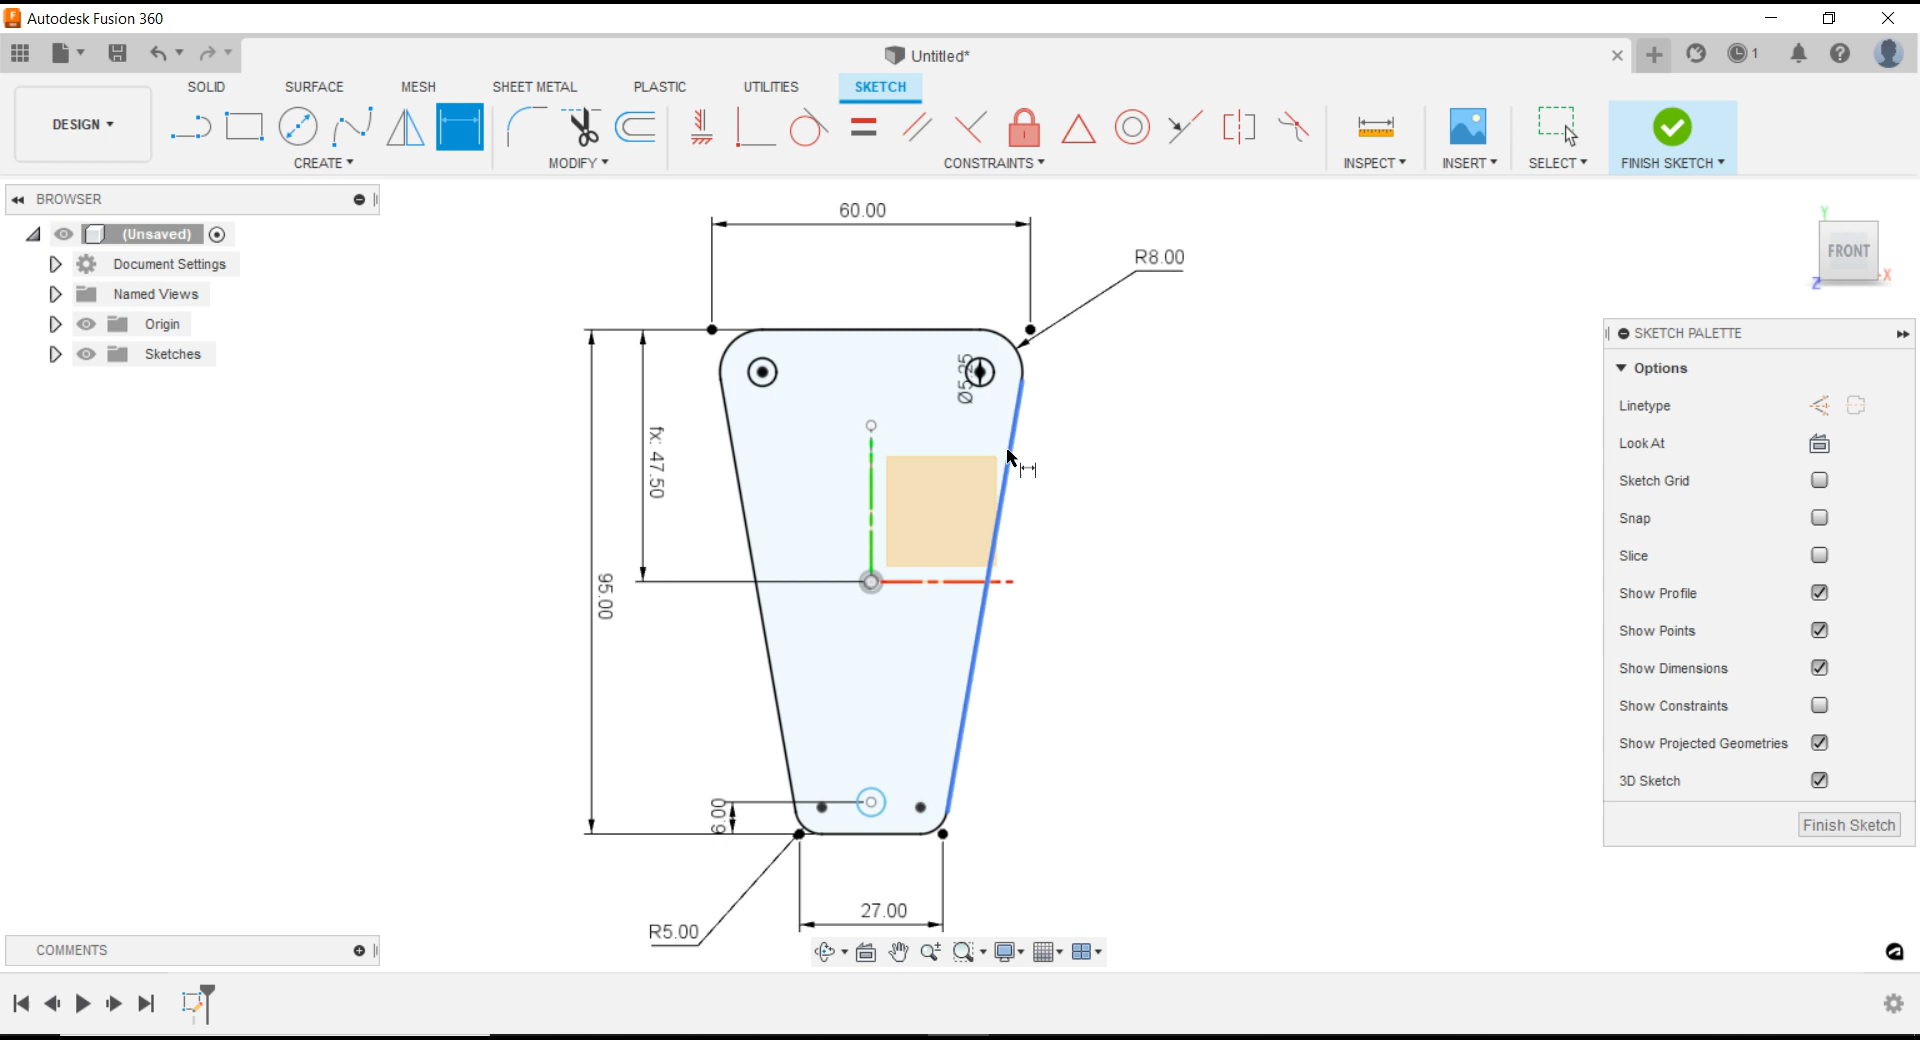 Autodesk Fusion 360
Untitled*
1
SOLID
SURFACE
MESH
SHEET METAL
PLASTIC
UTILITIES
SKETCH
DESIGN
CREATE
MODIFY
CONSTRAINTS
INSPECT
INSERT
SELECT
FINISH SKETCH
BROWSER
(Unsaved)
Document Settings
Named Views
Origin
Sketches
60.00
R8.00
Ø5.25
fx: 47.50
95.00
6.00
27.00
R5.00
Y
FRONT
X
Z
SKETCH PALETTE
Options
Linetype
Look At
Sketch Grid
Snap
Slice
Show Profile
Show Points
Show Dimensions
Show Constraints
Show Projected Geometries
3D Sketch
Finish Sketch
COMMENTS